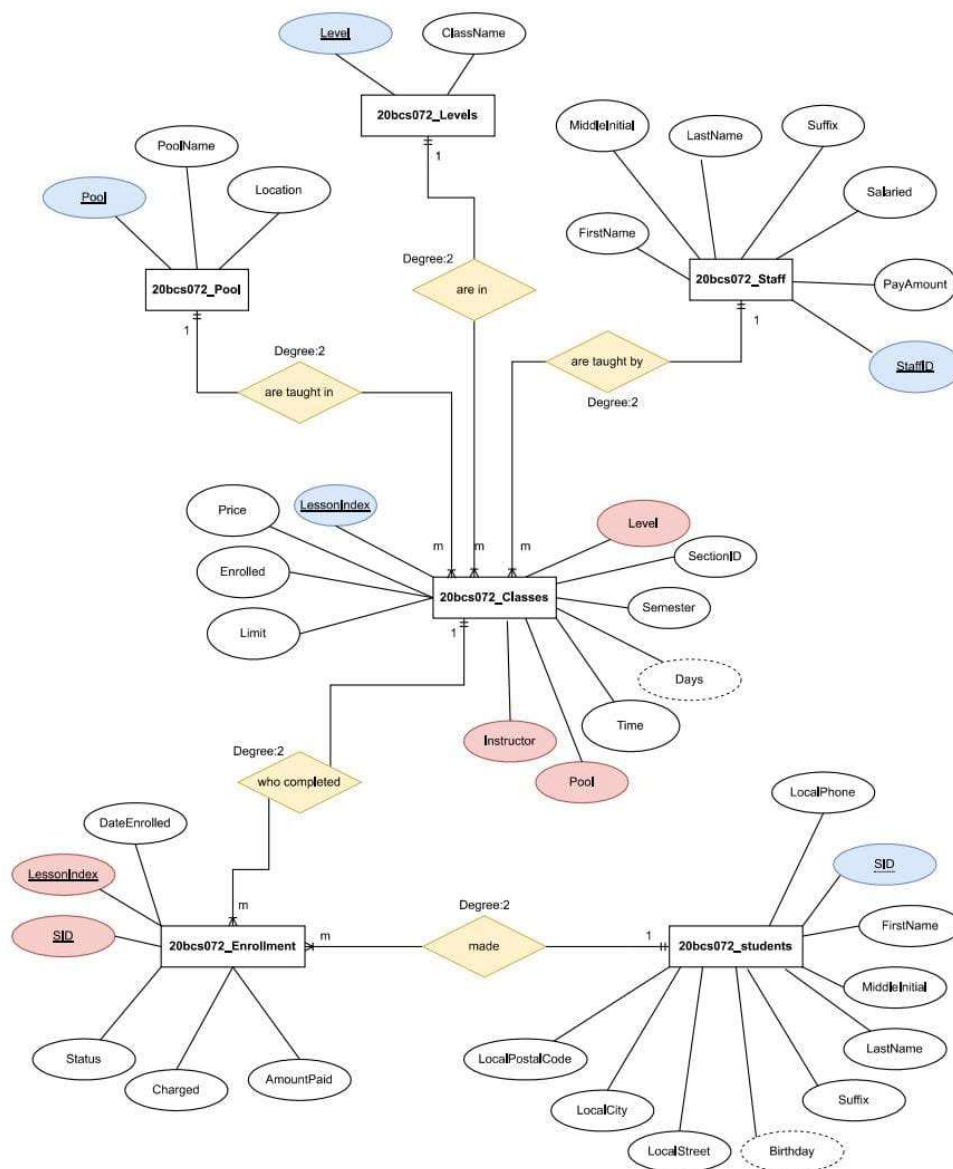 Level
ClassName
20bcs072_Levels
1
MiddleInitial
LastName
Suffix
Salaried
FirstName
20bcs072_Staff
PayAmount
StaffID
1
PoolName
Location
Pool
20bcs072_Pool
1
Degree:2
are in
Degree:2
are taught in
are taught by
Degree:2
Price
LessonIndex
Enrolled
Limit
m
m
m
Level
SectionID
20bcs072_Classes
Semester
1
Days
Time
Instructor
Pool
Degree:2
who completed
DateEnrolled
LessonIndex
SID
m
20bcs072_Enrollment
m
Degree:2
made
1
20bcs072_students
LocalPhone
SID
FirstName
MiddleInitial
LastName
Suffix
Birthday
LocalStreet
LocalCity
LocalPostalCode
Status
Charged
AmountPaid